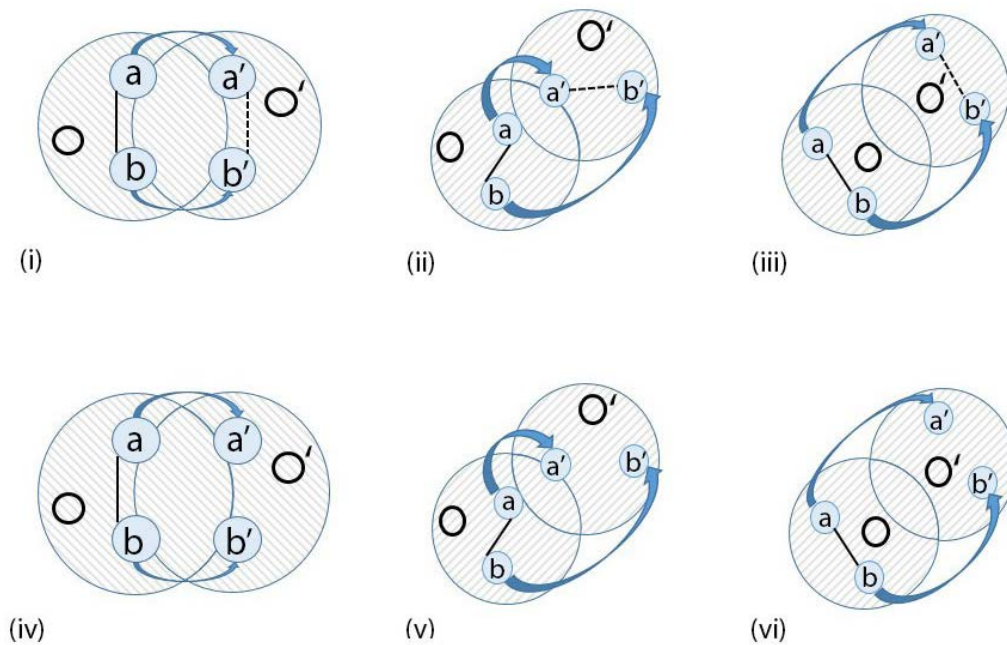 a
a′
O′
O
b
b′
(i)
O′
a′
b′
a
O
b
(ii)
a′
O′
b′
a
O
b
(iii)
a
a′
O′
O
b
b′
(iv)
O′
a′
b′
a
O
b
(v)
a′
O′
b′
a
O
b
(vi)